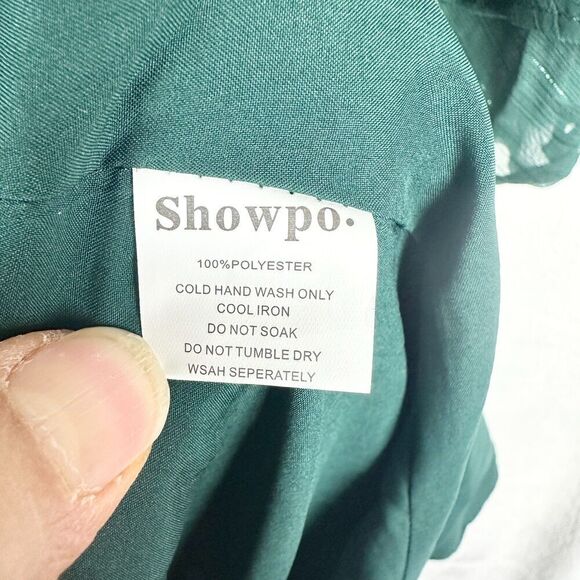 Showpo.
100%POLYESTER
COLD HAND WASH ONLY
COOL IRON
DO NOT SOAK
DO NOT TUMBLE DRY
WSAH SEPERATELY